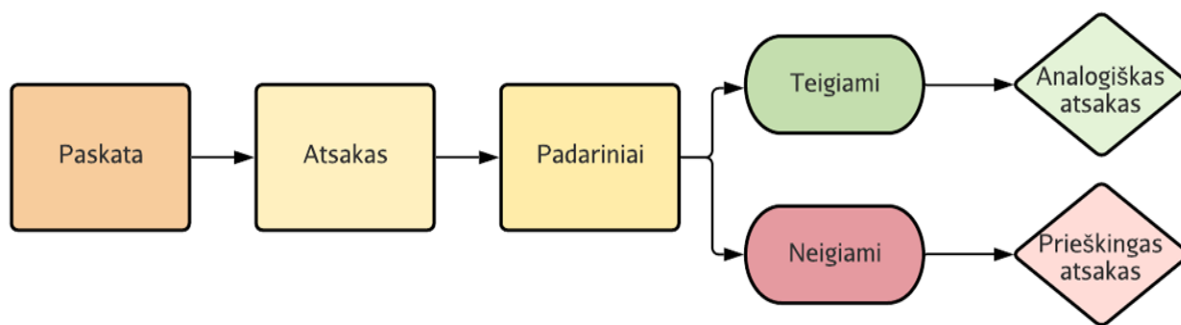 Paskata
Atsakas
Padariniai
Teigiami
Analogiškas
atsakas
Neigiami
Prieškingas
atsakas